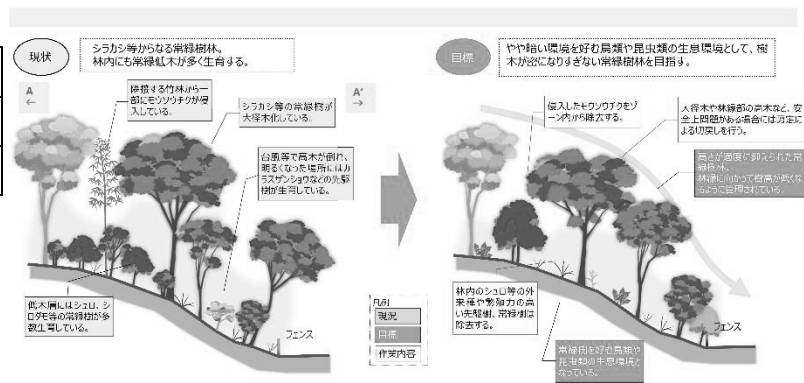 現状
シラカシ等からなる常緑樹林。
林内にも常緑低木が多く生育する。
A
←
隣接する竹林から一
部にモウソウチクが侵
入している。
シラカシ等の常緑樹が
大径木化している。
A'
→
台風等で高木が倒れ、
明るくなった場所にはカ
ラスザンショウなどの先駆
樹が生育している。
低木層にはシュロ、シ
ロダモ等の常緑樹が多
数生育している。
フェンス
凡例
現況
目標
作業内容
目標
やや暗い環境を好む鳥類や昆虫類の生息環境として、樹
木が密になりすぎない常緑樹林を目指す。
侵入したモウソウチクをゾ
ーン内から除去する。
大径木や林縁部の高木など、安
全上問題がある場合には剪定に
よる切戻しを行う。
高さが適度に抑えられた常
緑樹林。
林縁に向かって樹高が低くな
るように管理されている。
林内のシュロ等の外
来種や繁殖力の高
い先駆樹、常緑樹は
除去する。
常緑樹を好む鳥類や
昆虫類の生息環境と
なっている。
フェンス